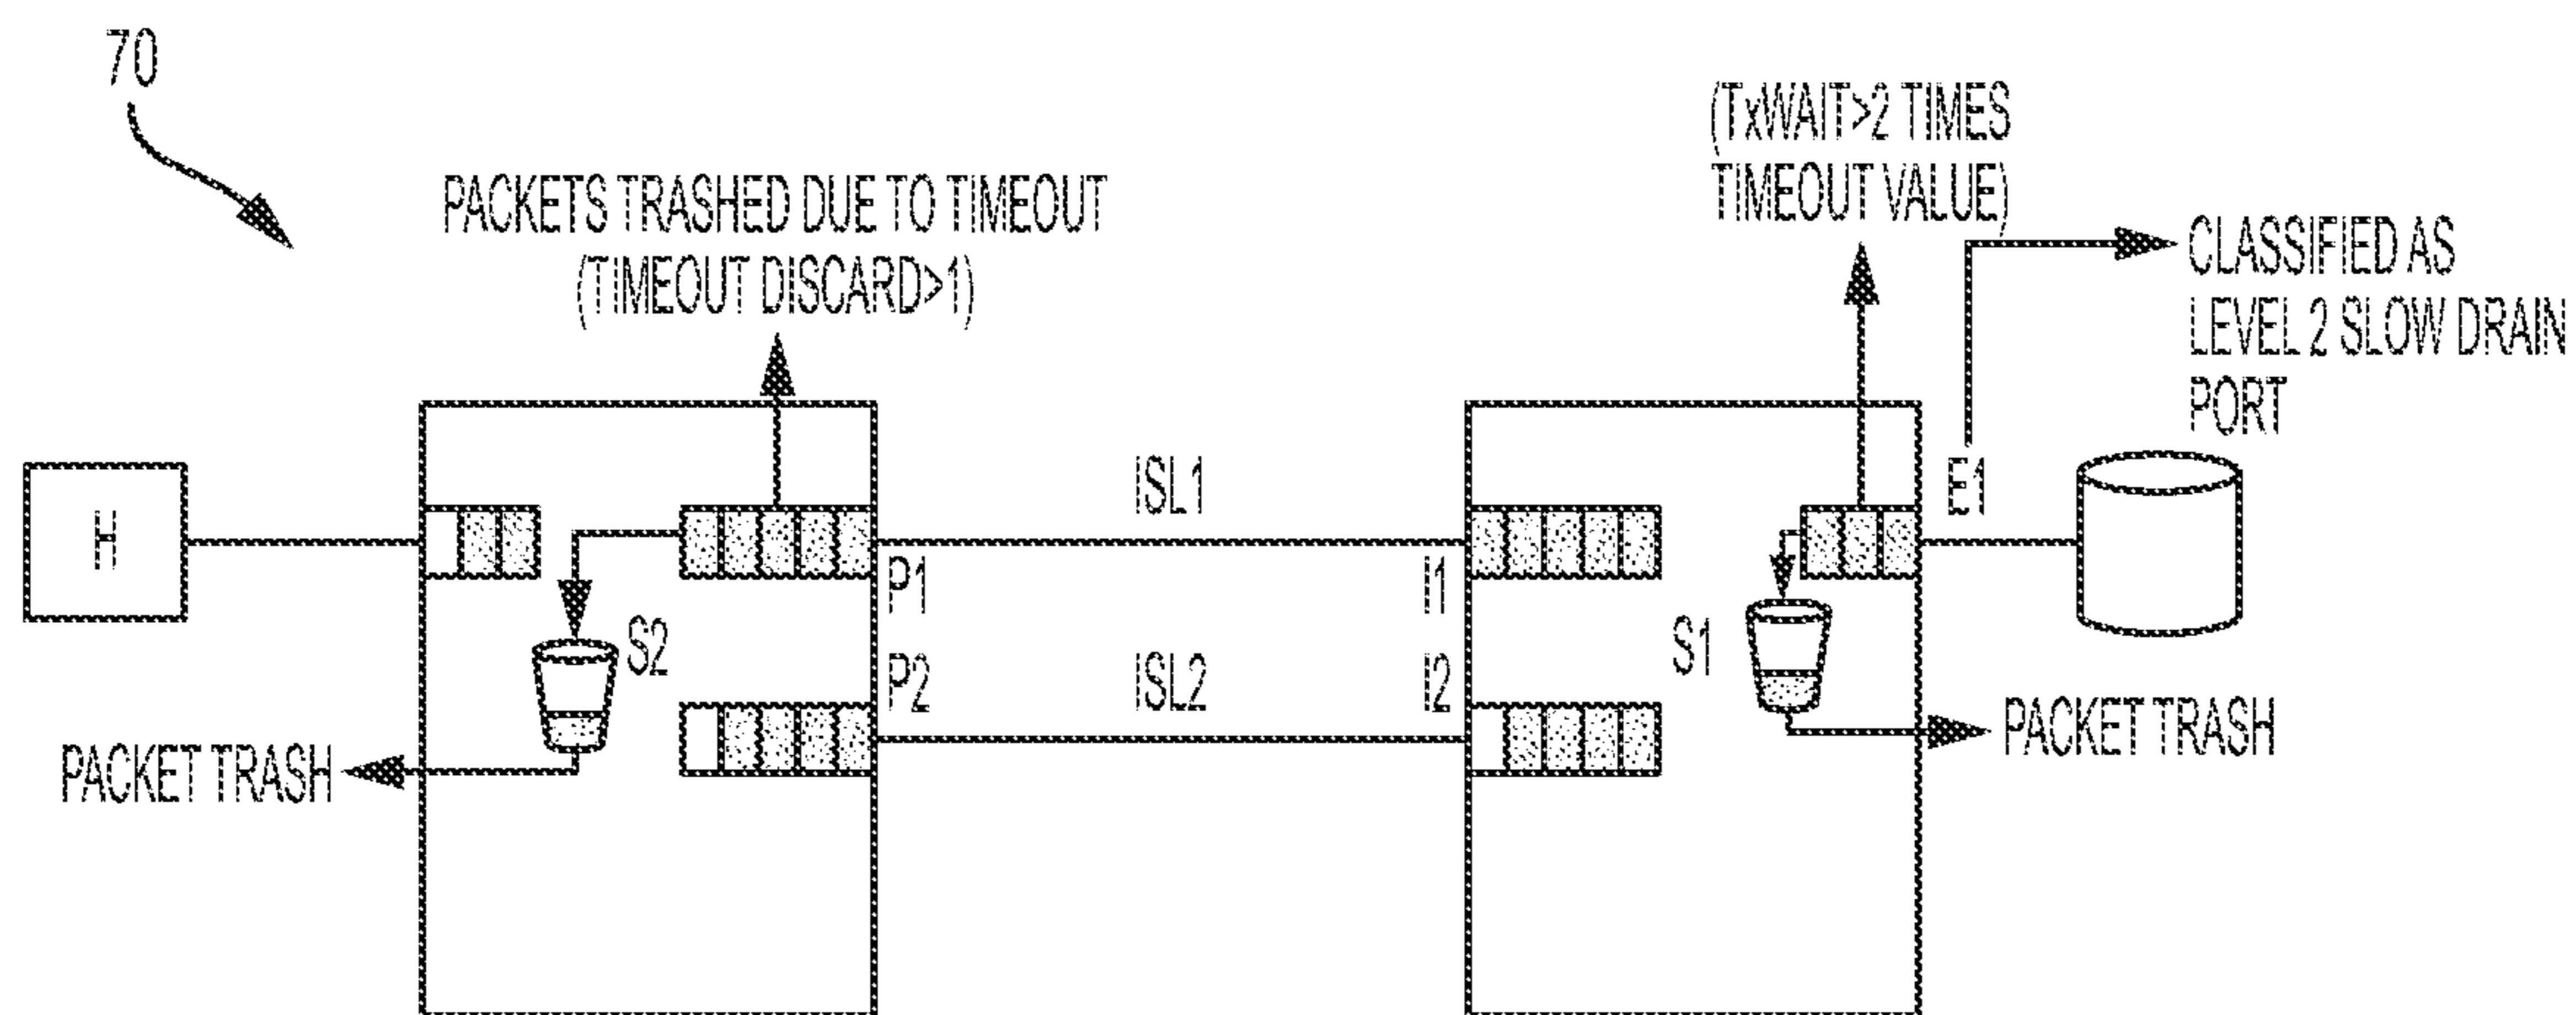 70
(TxWAIT>2 TIMES
TIMEOUT VALUE)
PACKETS TRASHED DUE TO TIMEOUT
(TIMEOUT DISCARD>1)
CLASSIFIED AS
LEVEL 2 SLOW DRAIN
PORT
H
ISL1
E1
P1
I1
S2
S1
P2
ISL2
I2
PACKET TRASH
PACKET TRASH